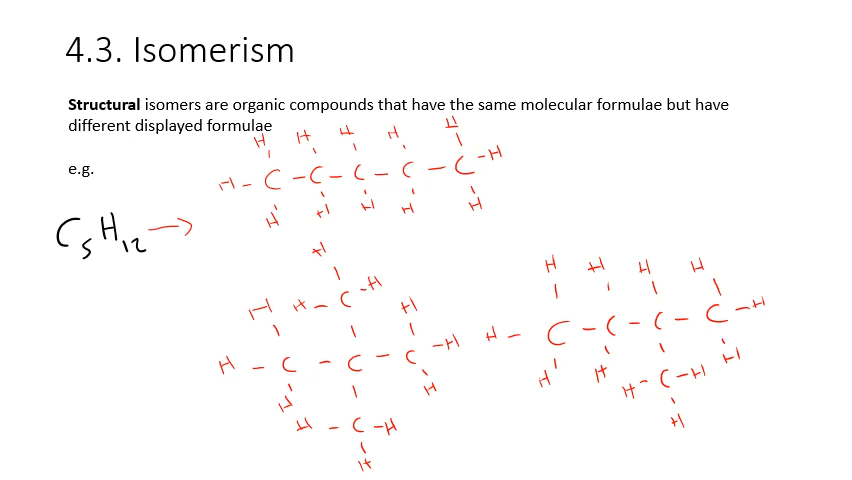 4.3. Isomerism
Structural isomers are organic compounds that have the same molecular formulae but have
different displayed formulae
e.g.
H H H H H
H - C - C - C - C - C - H
H H H H H
C5H12 →
H
H - C - H
H H
H - C - C - C - H
H H
H - C - H
H
H H H H
H - C - C - C - C - H
H H H
H - C - H
H